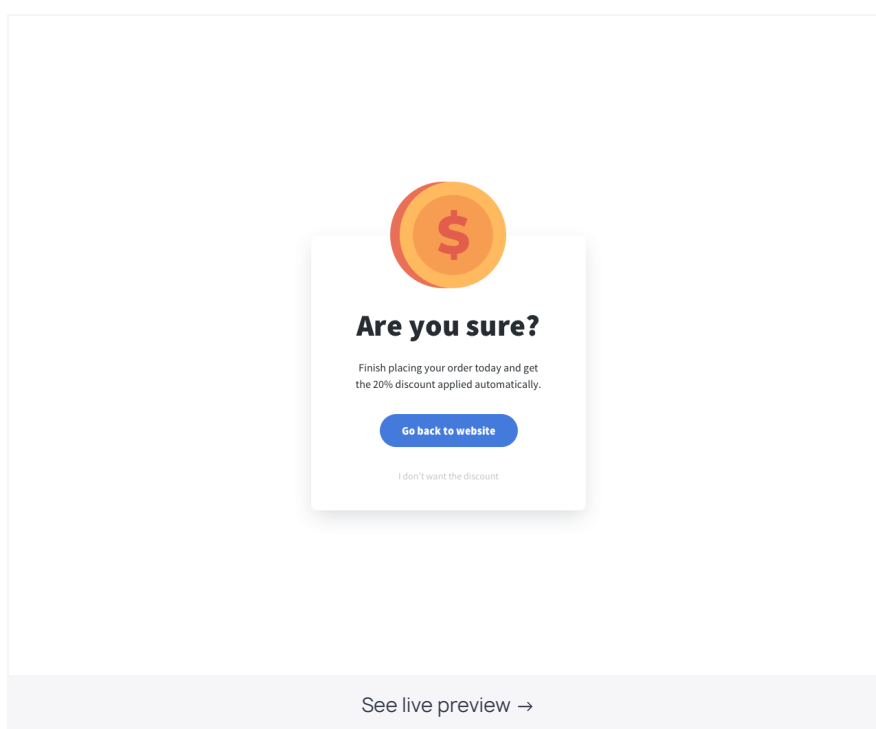 $
Are you sure?
Finish placing your order today and get
the 20% discount applied automatically.
Go back to website
I don't want the discount
See live preview →